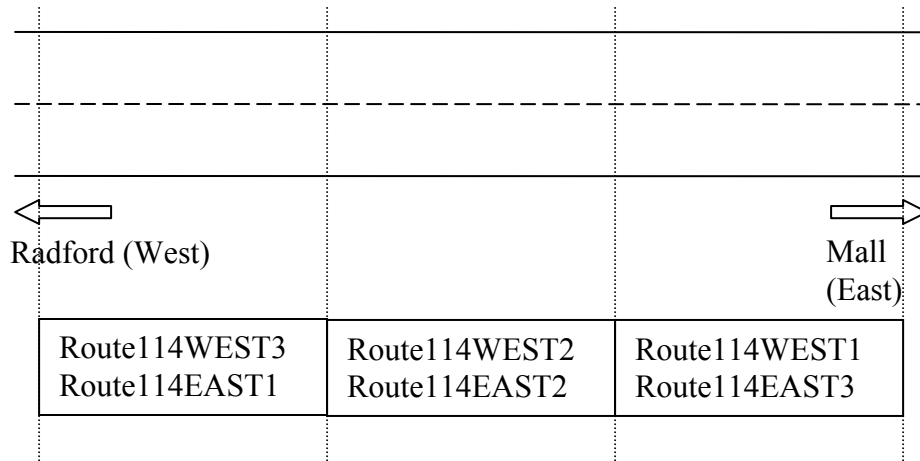 Radford (West)
Mall
(East)
Route114WEST3
Route114EAST1
Route114WEST2
Route114EAST2
Route114WEST1
Route114EAST3